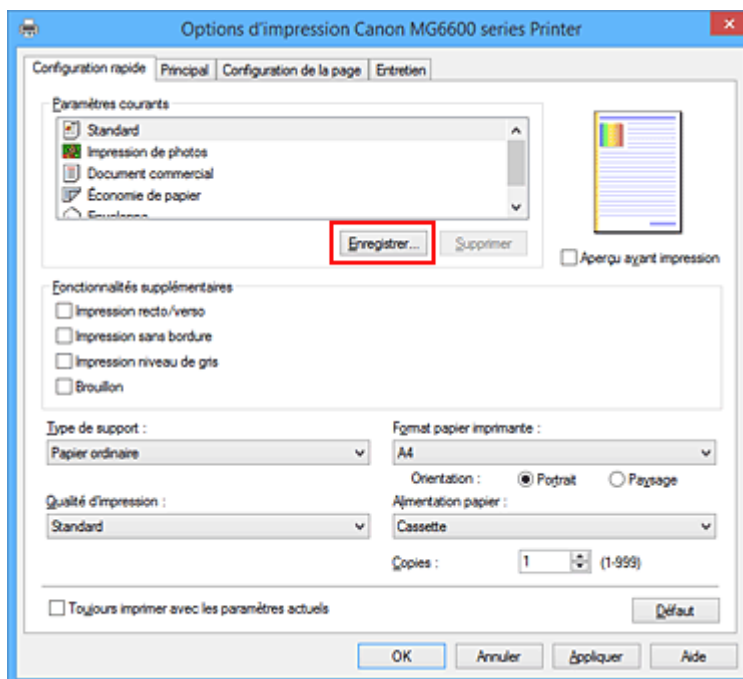 Options d'impression Canon MG6600 series Printer
Configuration rapide Principal Configuration de la page Entretien
Paramètres courants
Standard
Impression de photos
Document commercial
Économie de papier
Enregistrer... Supprimer
Aperçu avant impression
Fonctionnalités supplémentaires
Impression recto/verso
Impression sans bordure
Impression niveau de gris
Brouillon
Type de support :
Papier ordinaire
Format papier imprimante :
A4
Orientation : Portrait Paysage
Qualité d'impression :
Standard
Alimentation papier :
Cassette
Copies : 1 (1-999)
Toujours imprimer avec les paramètres actuels
Défaut
OK Annuler Appliquer Aide